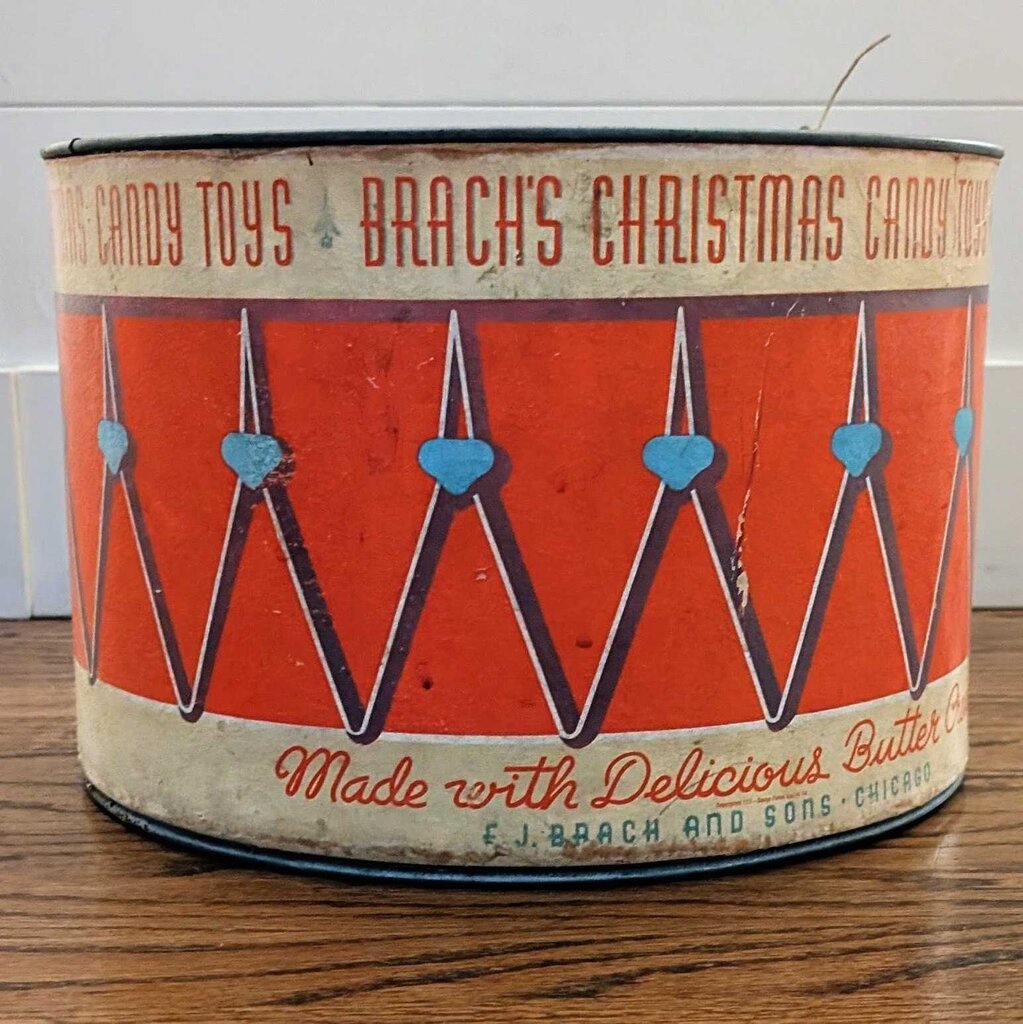 CANDY TOYS BRACH'S CHRISTMAS CANDY TOYS
Made with Delicious Butter
E. J. BRACH AND SONS · CHICAGO